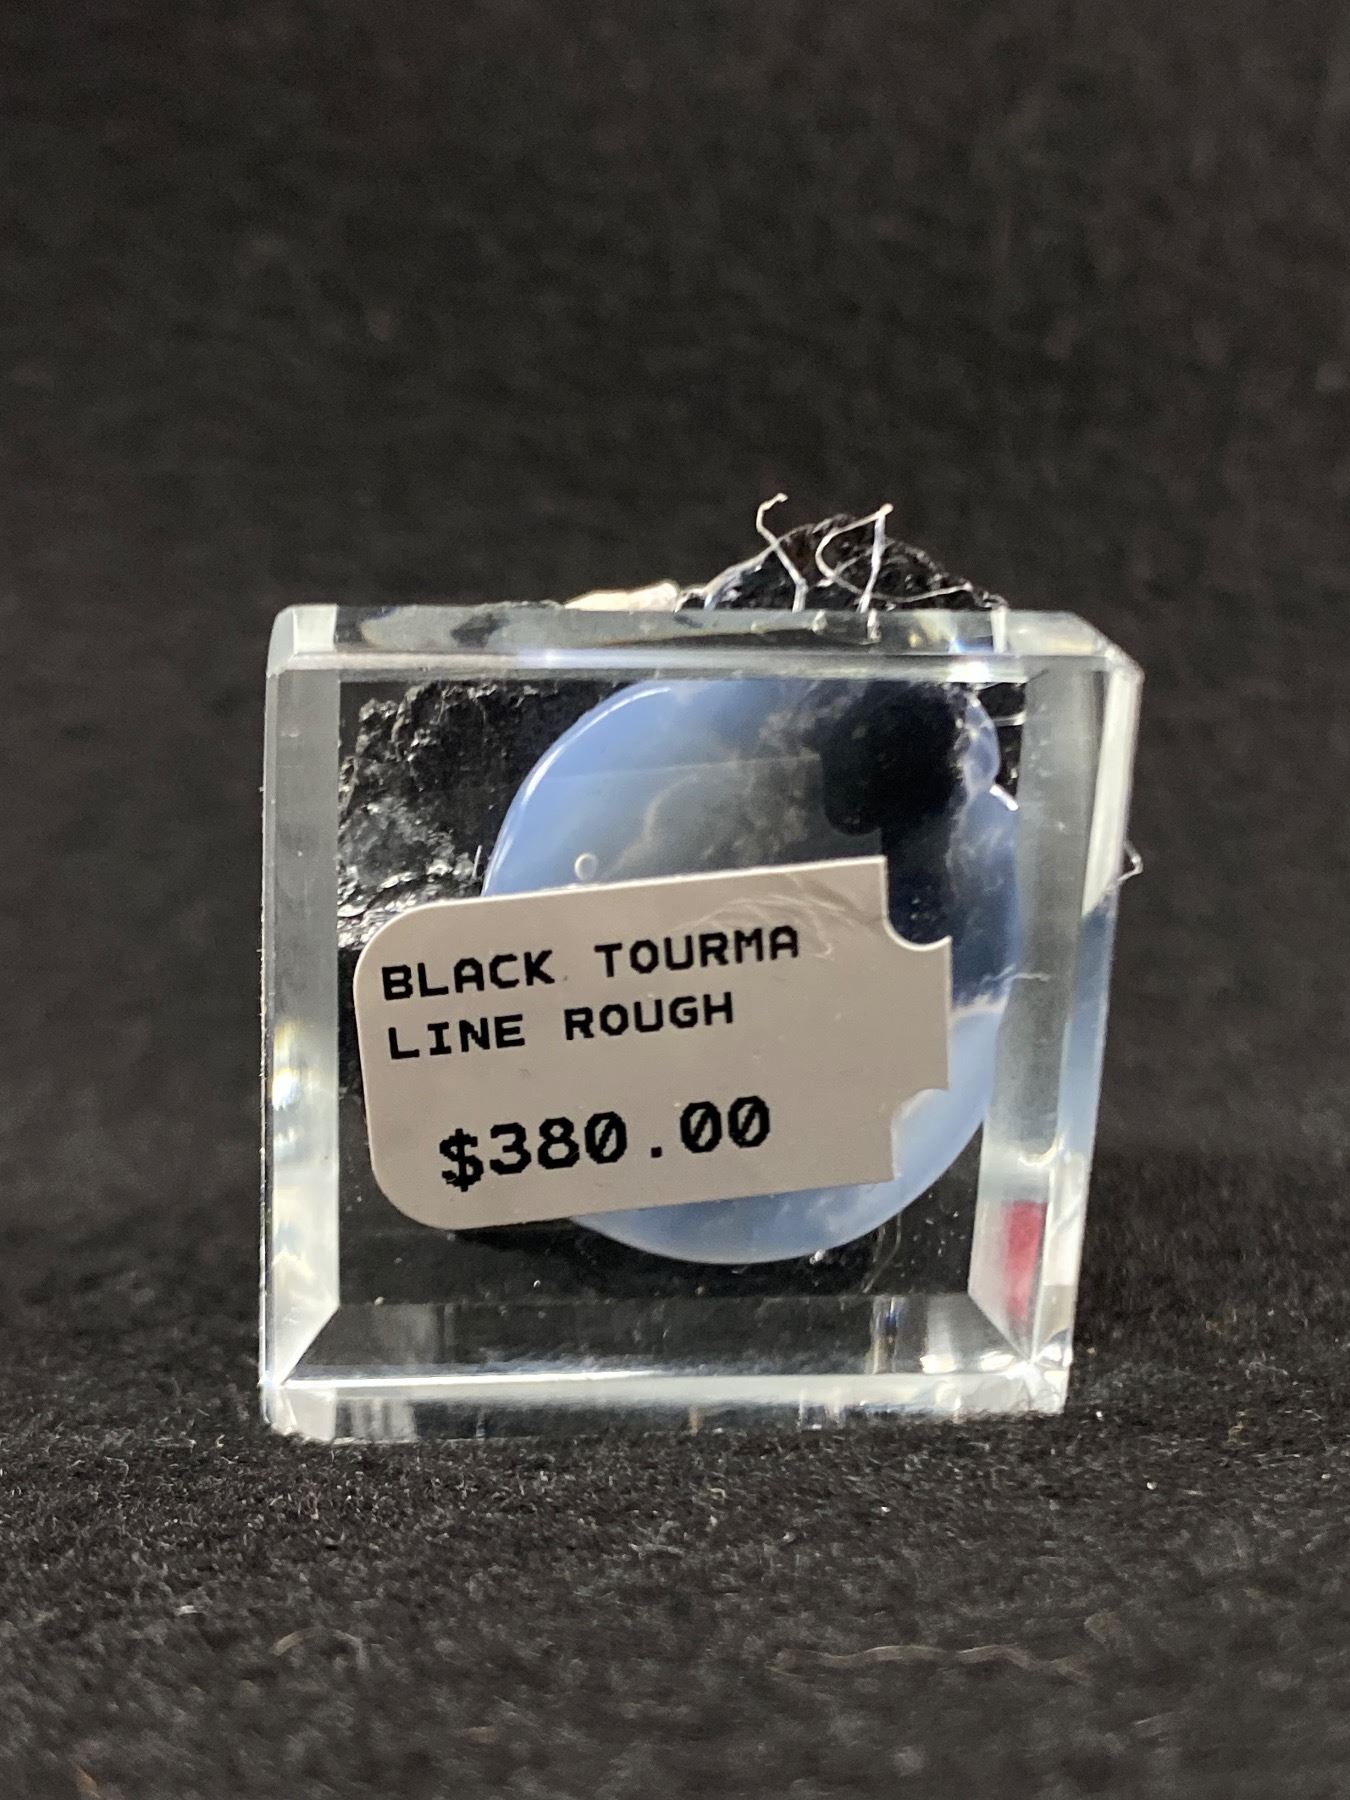 BLACK TOURMA
LINE ROUGH
$380.00